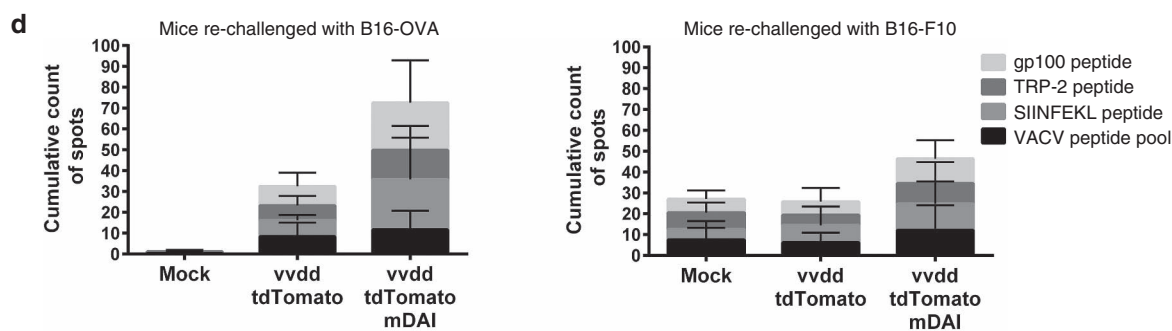 d
Mice re-challenged with B16-OVA
Cumulative count
of spots
100
90
80
70
60
50
40
30
20
10
0
Mock
vvdd
tdTomato
vvdd
tdTomato
mDAI
Mice re-challenged with B16-F10
Cumulative count
of spots
100
90
80
70
60
50
40
30
20
10
0
Mock
vvdd
tdTomato
vvdd
tdTomato
mDAI
gp100 peptide
TRP-2 peptide
SIINFEKL peptide
VACV peptide pool